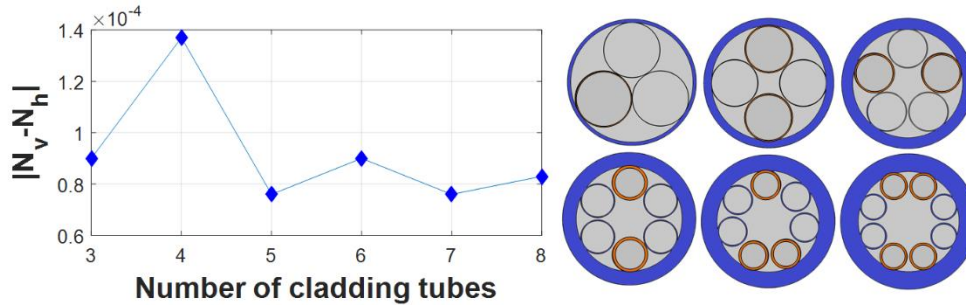 ×10⁻⁴
1.4
1.2
1
0.8
0.6
|N_v-N_h|
3 4 5 6 7 8
Number of cladding tubes